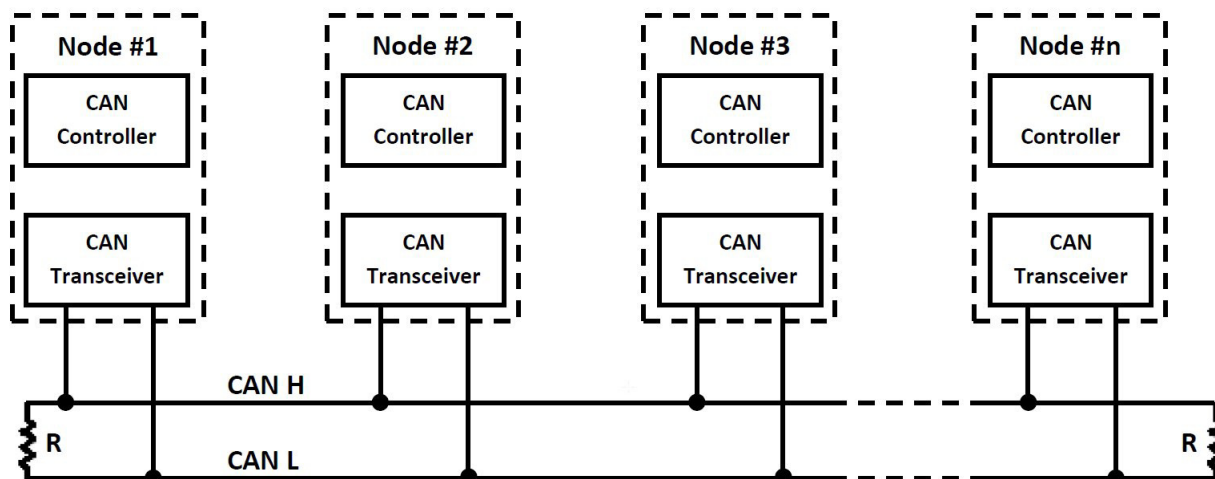 Node #1
CAN
Controller
CAN
Transceiver
Node #2
CAN
Controller
CAN
Transceiver
Node #3
CAN
Controller
CAN
Transceiver
Node #n
CAN
Controller
CAN
Transceiver
CAN H
R
R
CAN L